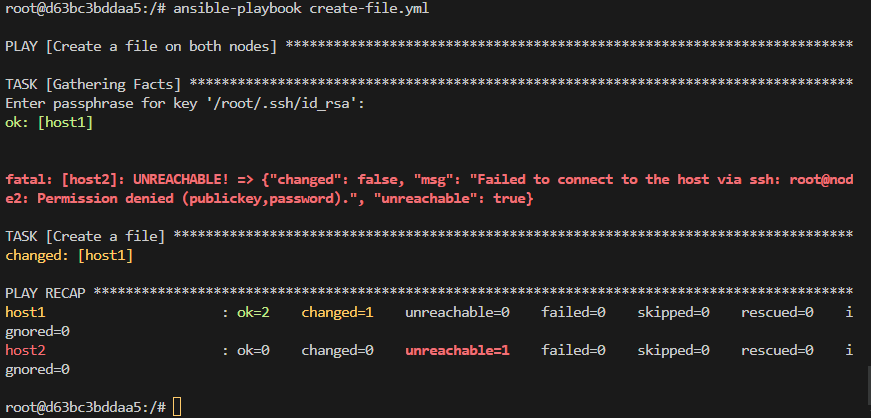 root@d63bc3bddaa5:/# ansible-playbook create-file.yml
PLAY [Create a file on both nodes] ***********************************************************************
TASK [Gathering Facts] ***********************************************************************************
Enter passphrase for key '/root/.ssh/id_rsa':
ok: [host1]
fatal: [host2]: UNREACHABLE! => {"changed": false, "msg": "Failed to connect to the host via ssh: root@nod
e2: Permission denied (publickey,password).", "unreachable": true}
TASK [Create a file] *************************************************************************************
changed: [host1]
PLAY RECAP ***********************************************************************************************
host1                      : ok=2    changed=1    unreachable=0    failed=0    skipped=0    rescued=0    i
gnored=0
host2                      : ok=0    changed=0    unreachable=1    failed=0    skipped=0    rescued=0    i
gnored=0
root@d63bc3bddaa5:/#